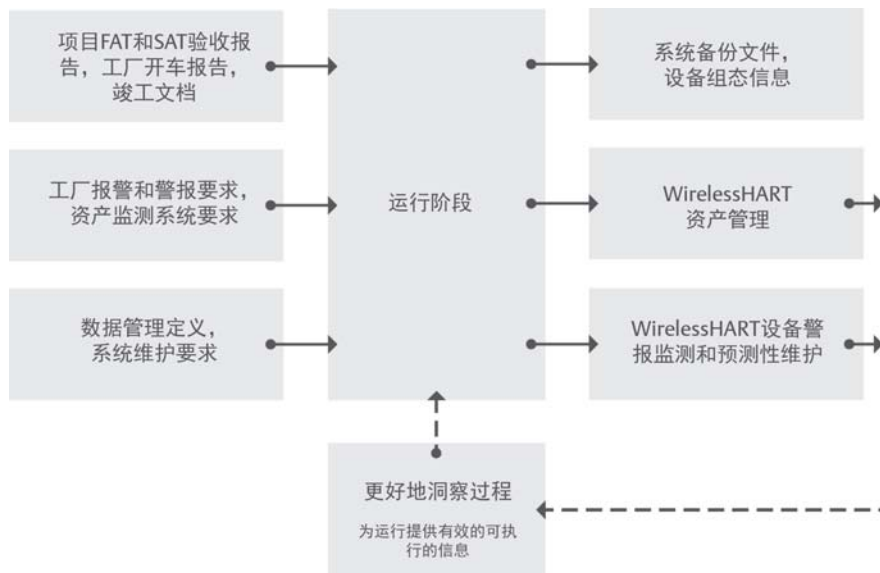 项目FAT和SAT验收报
告，工厂开车报告，
竣工文档
系统备份文件，
设备组态信息
工厂报警和警报要求，
资产监测系统要求
运行阶段
WirelessHART
资产管理
数据管理定义，
系统维护要求
WirelessHART设备警
报监测和预测性维护
更好地洞察过程
为运行提供有效的可执
行的信息